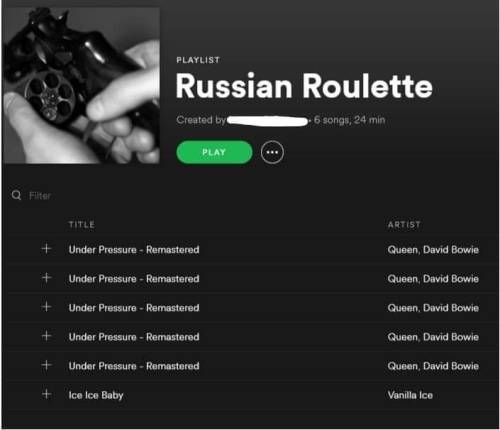 PLAYLIST
Russian Roulette
Created by • 6 songs, 24 min
PLAY
Filter
TITLE ARTIST
+ Under Pressure - Remastered Queen, David Bowie
+ Under Pressure - Remastered Queen, David Bowie
+ Under Pressure - Remastered Queen, David Bowie
+ Under Pressure - Remastered Queen, David Bowie
+ Under Pressure - Remastered Queen, David Bowie
+ Ice Ice Baby Vanilla Ice